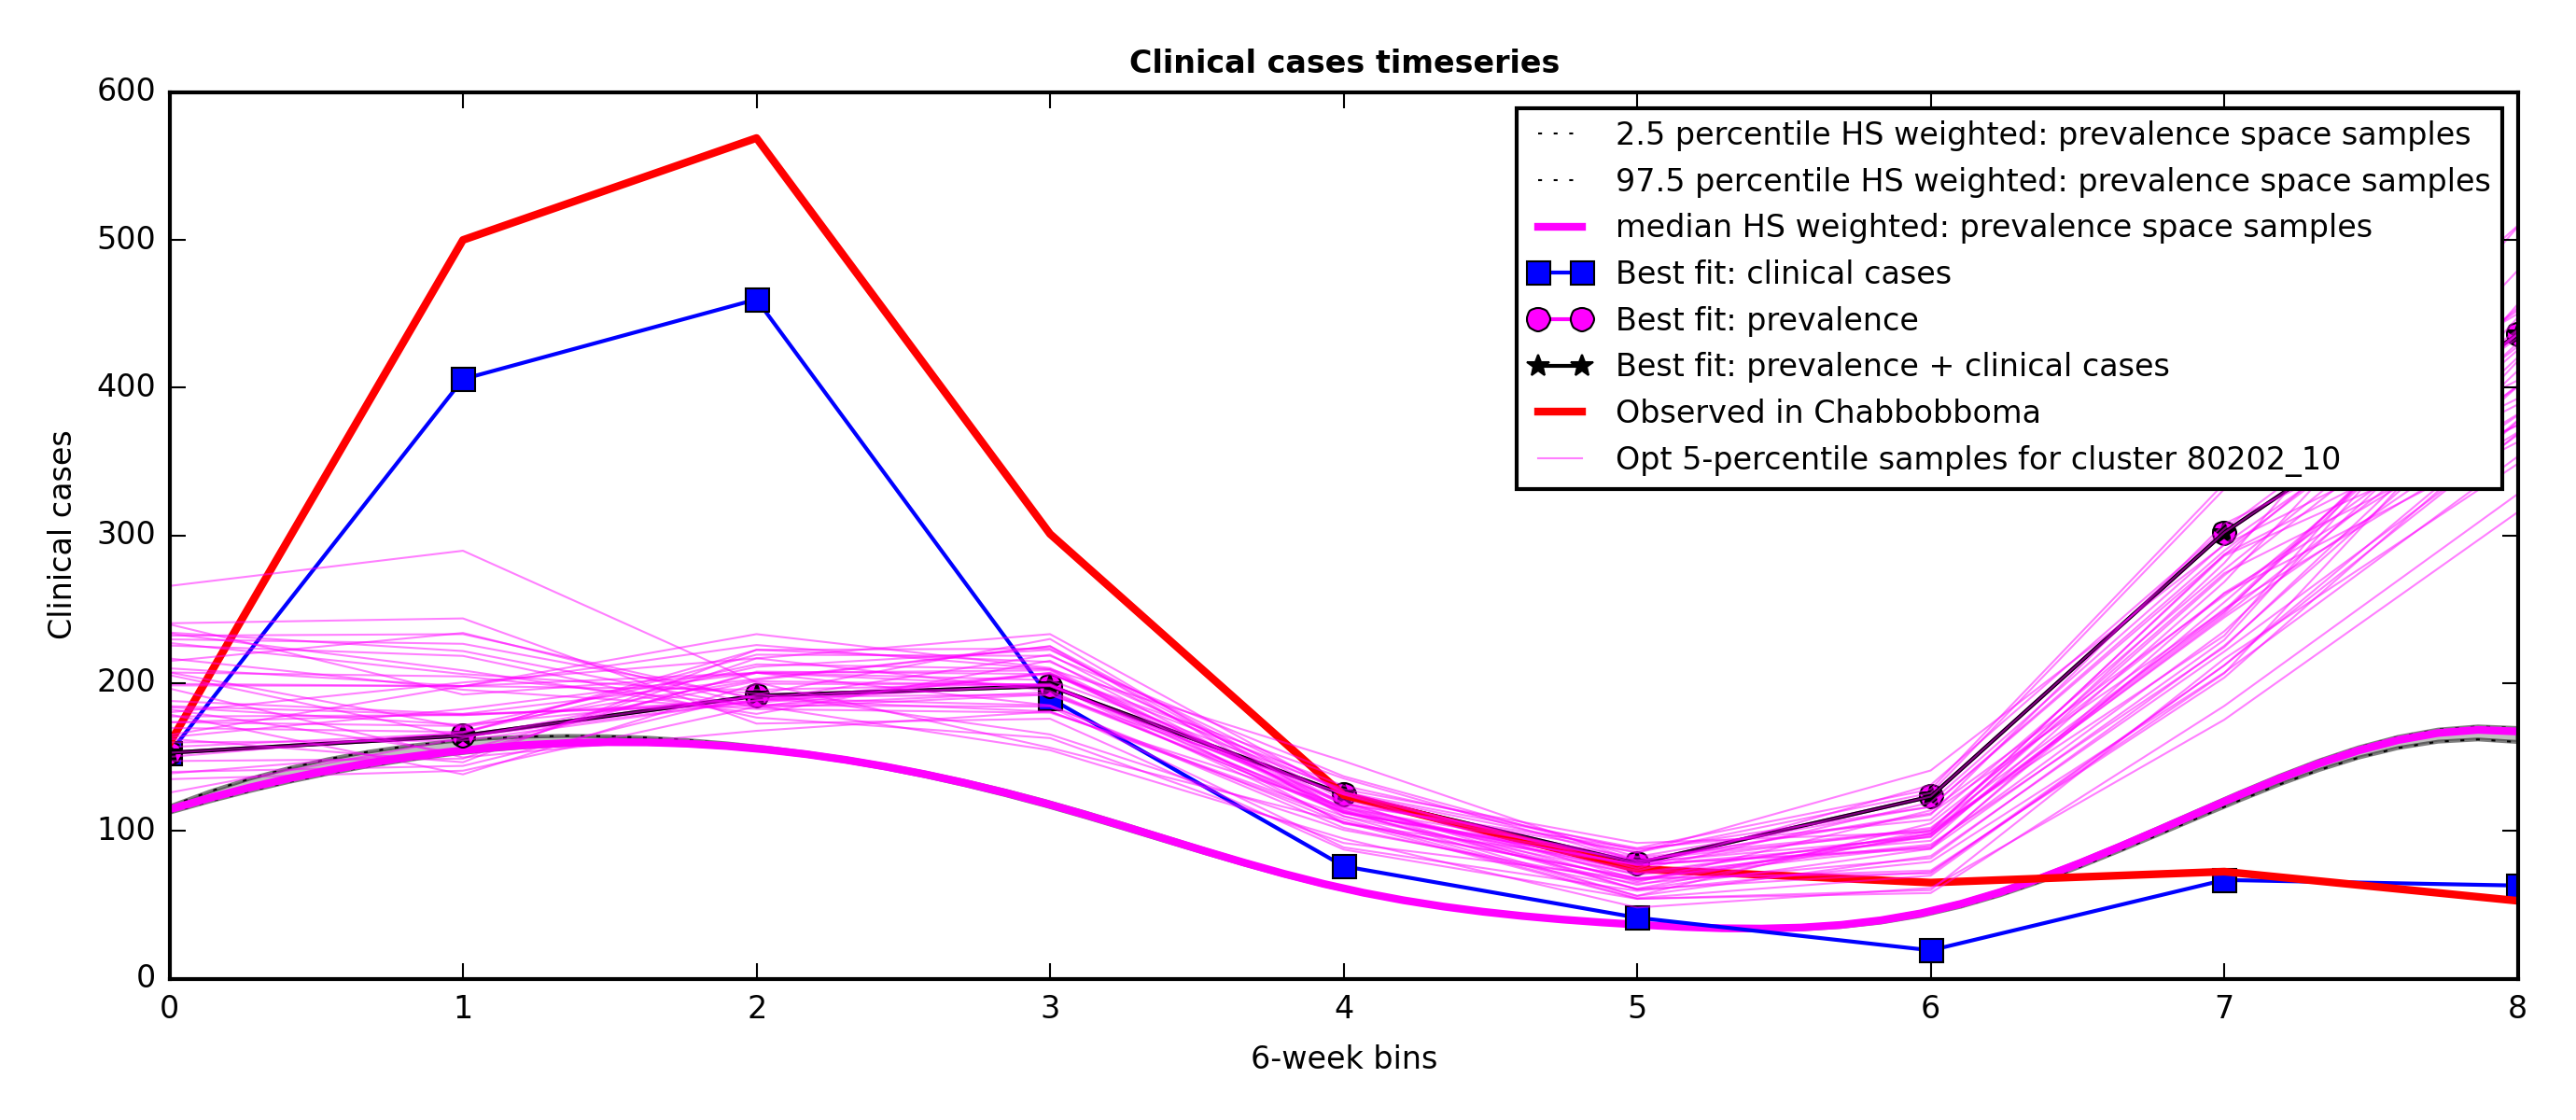 Clinical cases timeseries
600
500
400
300
200
100
0
Clinical cases
2.5 percentile HS weighted: prevalence space samples
97.5 percentile HS weighted: prevalence space samples
median HS weighted: prevalence space samples
Best fit: clinical cases
Best fit: prevalence
Best fit: prevalence + clinical cases
Observed in Chabbobboma
Opt 5-percentile samples for cluster 80202_10
0 1 2 3 4 5 6 7 8
6-week bins